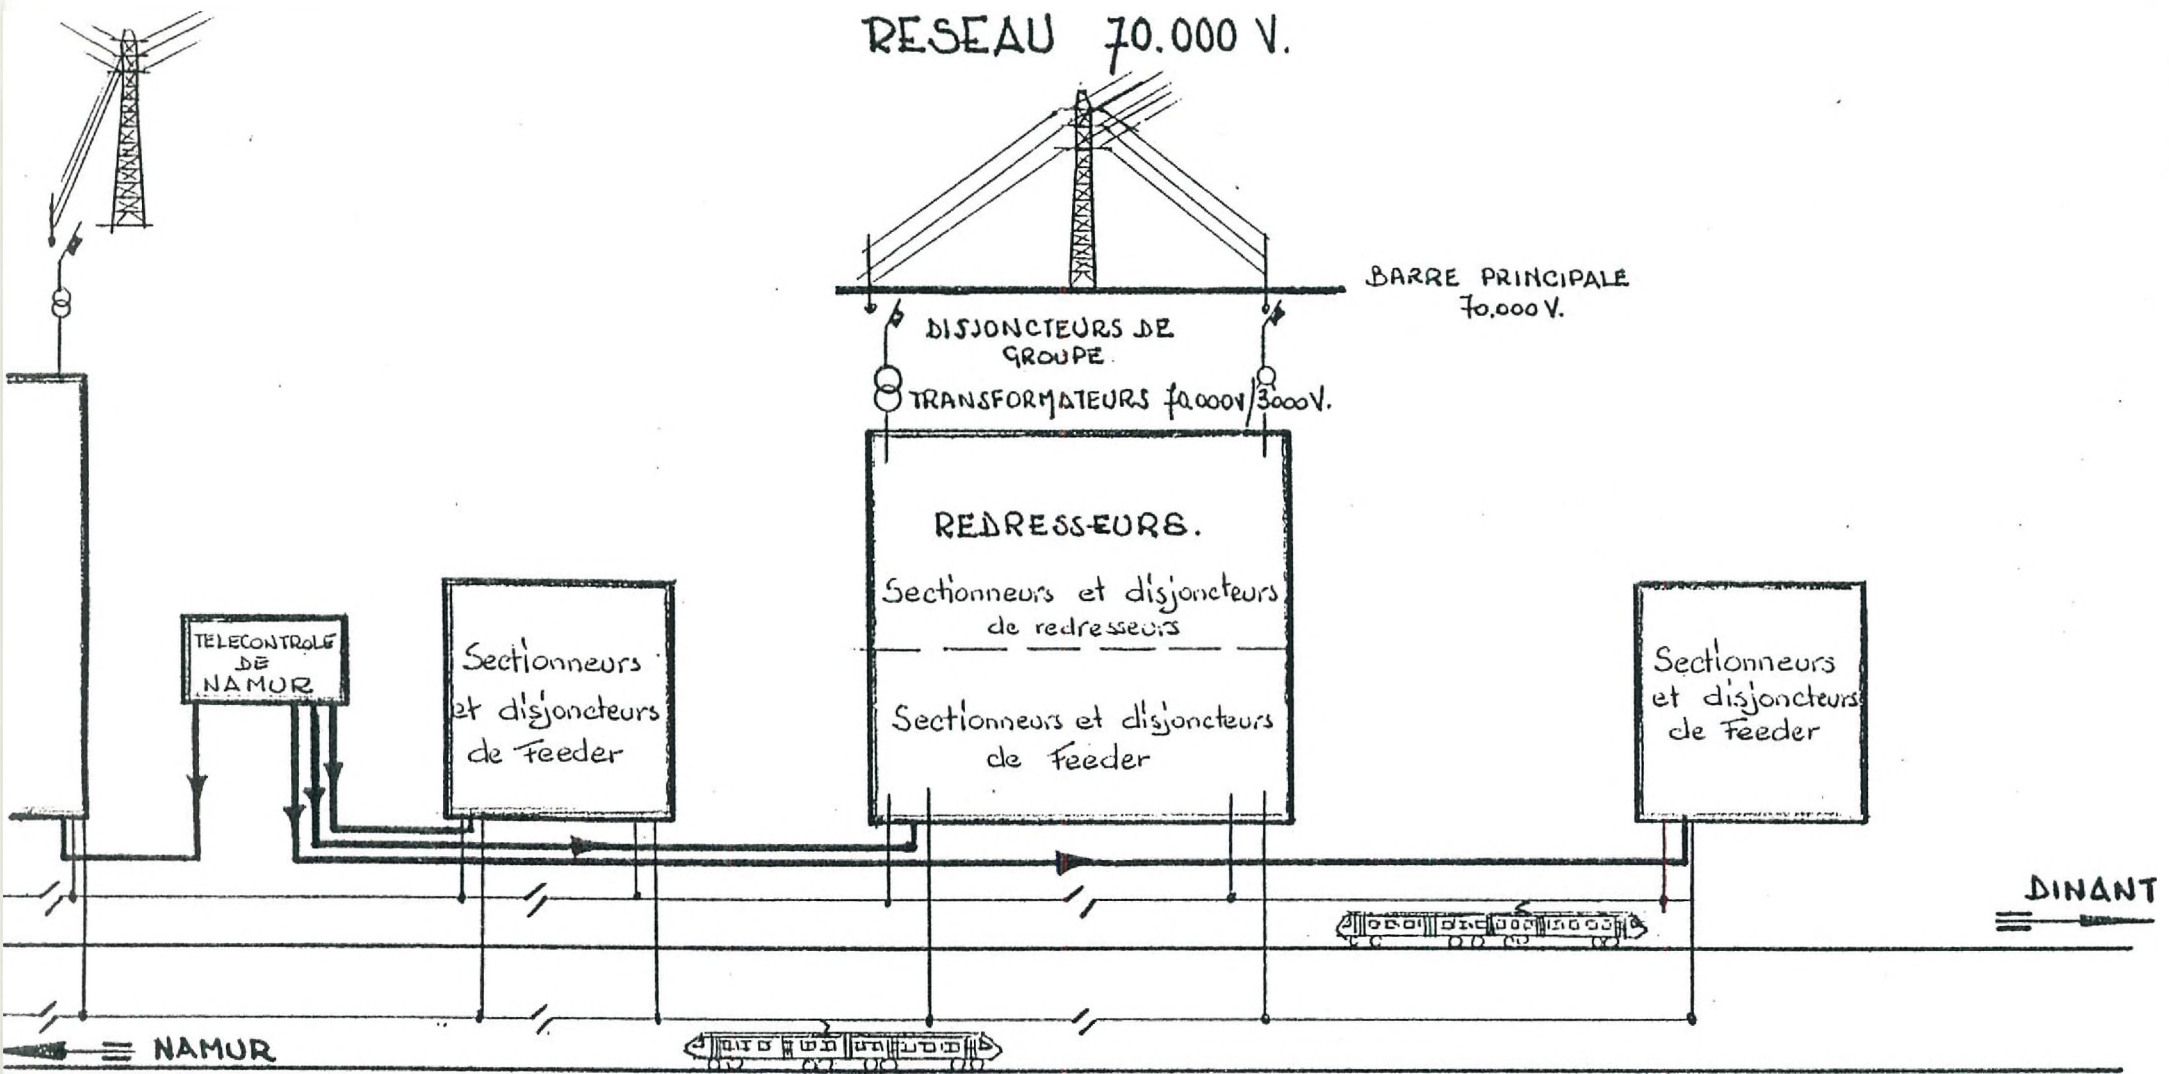 RESEAU 70.000 V.
BARRE PRINCIPALE
70.000 V.
DISJONCTEURS DE
GROUPE.
TRANSFORMATEURS 70.000V/3000V.
REDRESSEURS.
Sectionneurs et disjoncteurs
de redresseurs
Sectionneurs et disjoncteurs
de Feeder
TELECONTROLE
DE
NAMUR
Sectionneurs
et disjoncteurs
de Feeder
Sectionneurs
et disjoncteurs
de Feeder
DINANT
NAMUR